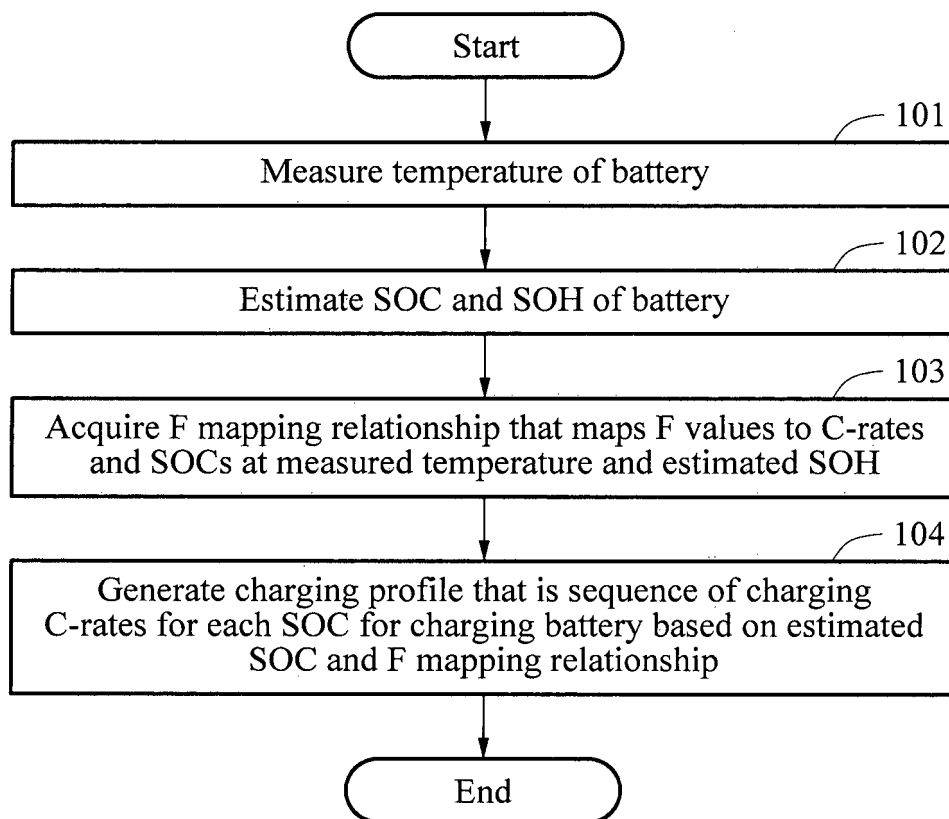 Start
101
Measure temperature of battery
102
Estimate SOC and SOH of battery
103
Acquire F mapping relationship that maps F values to C-rates
and SOCs at measured temperature and estimated SOH
104
Generate charging profile that is sequence of charging
C-rates for each SOC for charging battery based on estimated
SOC and F mapping relationship
End